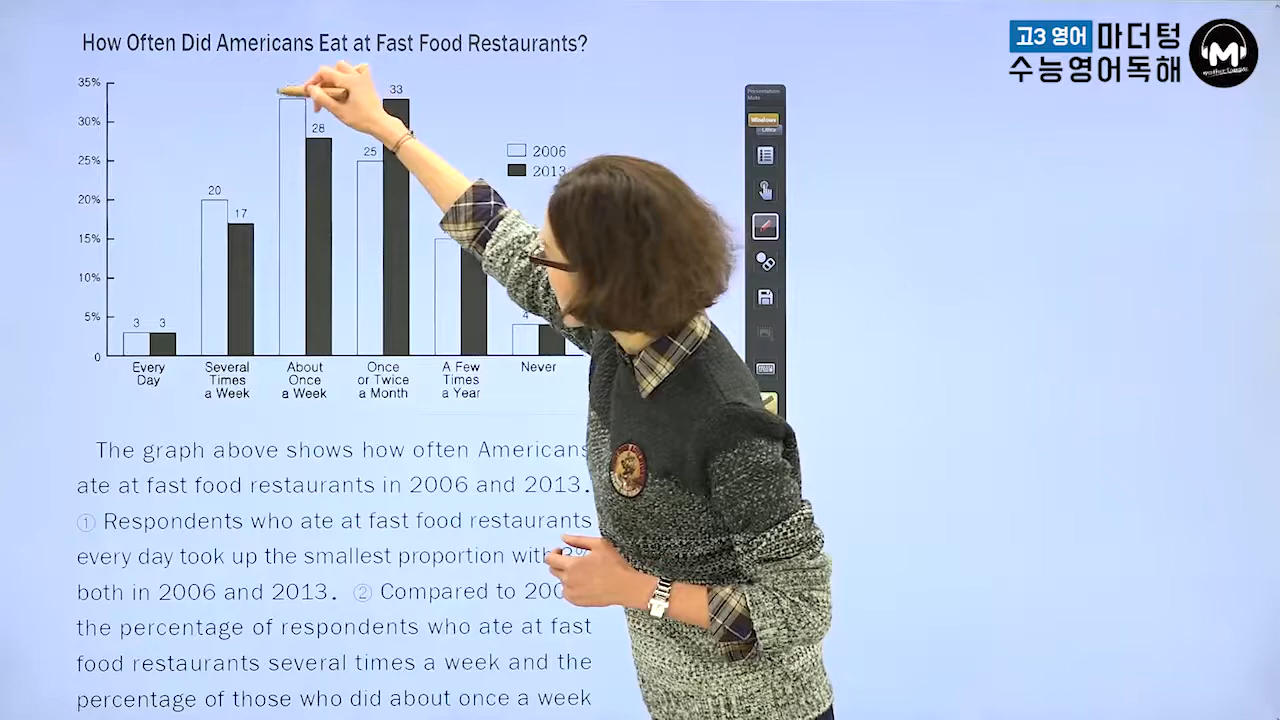 How Often Did Americans Eat at Fast Food Restaurants?
고3 영어 마더텅
수능영어독해
M
35%
30%
25%
20%
15%
10%
5%
0
3 3
20 17
28
25 33
4
2006
2013
Every Day
Several Times a Week
About Once a Week
Once or Twice a Month
A Few Times a Year
Never
Windows
The graph above shows how often Americans
ate at fast food restaurants in 2006 and 2013.
① Respondents who ate at fast food restaurants
every day took up the smallest proportion with
both in 2006 and 2013. ② Compared to
the percentage of respondents who ate at fast
food restaurants several times a week and the
percentage of those who did about once a week